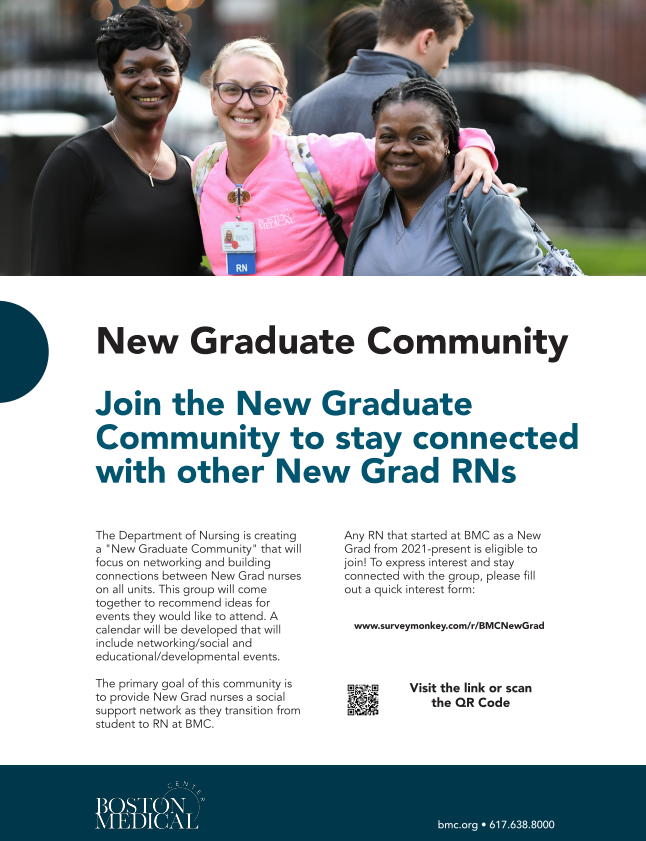 BOSTON
MEDICAL
RN
New Graduate Community
Join the New Graduate
Community to stay connected
with other New Grad RNs
The Department of Nursing is creating
a "New Graduate Community" that will
focus on networking and building
connections between New Grad nurses
on all units. This group will come
together to recommend ideas for
events they would like to attend. A
calendar will be developed that will
include networking/social and
educational/developmental events.
The primary goal of this community is
to provide New Grad nurses a social
support network as they transition from
student to RN at BMC.
Any RN that started at BMC as a New
Grad from 2021-present is eligible to
join! To express interest and stay
connected with the group, please fill
out a quick interest form:
www.surveymonkey.com/r/BMCNewGrad
Visit the link or scan
the QR Code
CENTER
BOSTON
MEDICAL
bmc.org • 617.638.8000